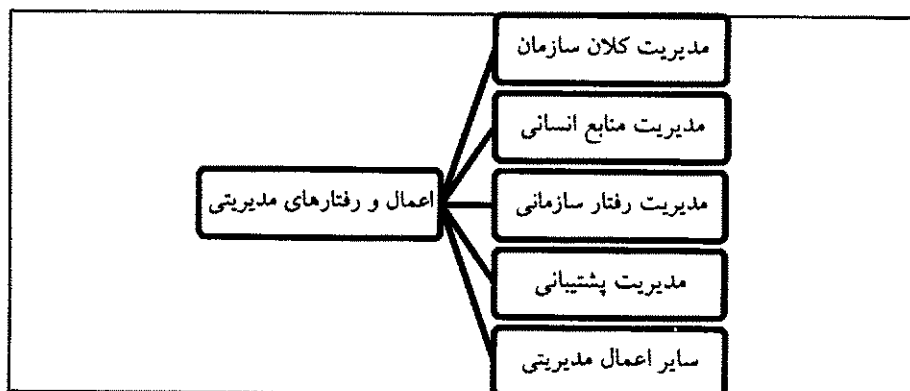 مدیریت کلان سازمان
مدیریت منابع انسانی
اعمال و رفتارهای مدیریتی
مدیریت رفتار سازمانی
مدیریت پشتیبانی
سایر اعمال مدیریتی